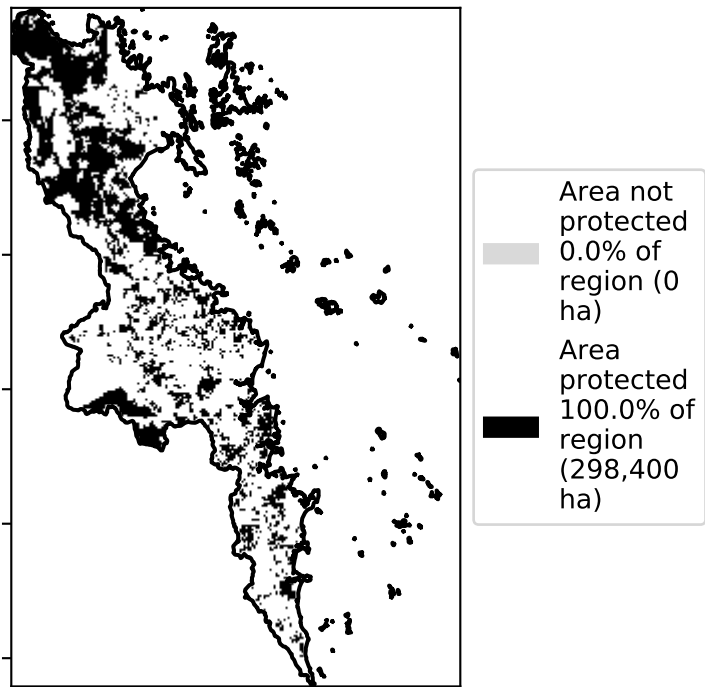 Area not
protected
0.0% of
region (0
ha)
Area
protected
100.0% of
region
(298,400
ha)